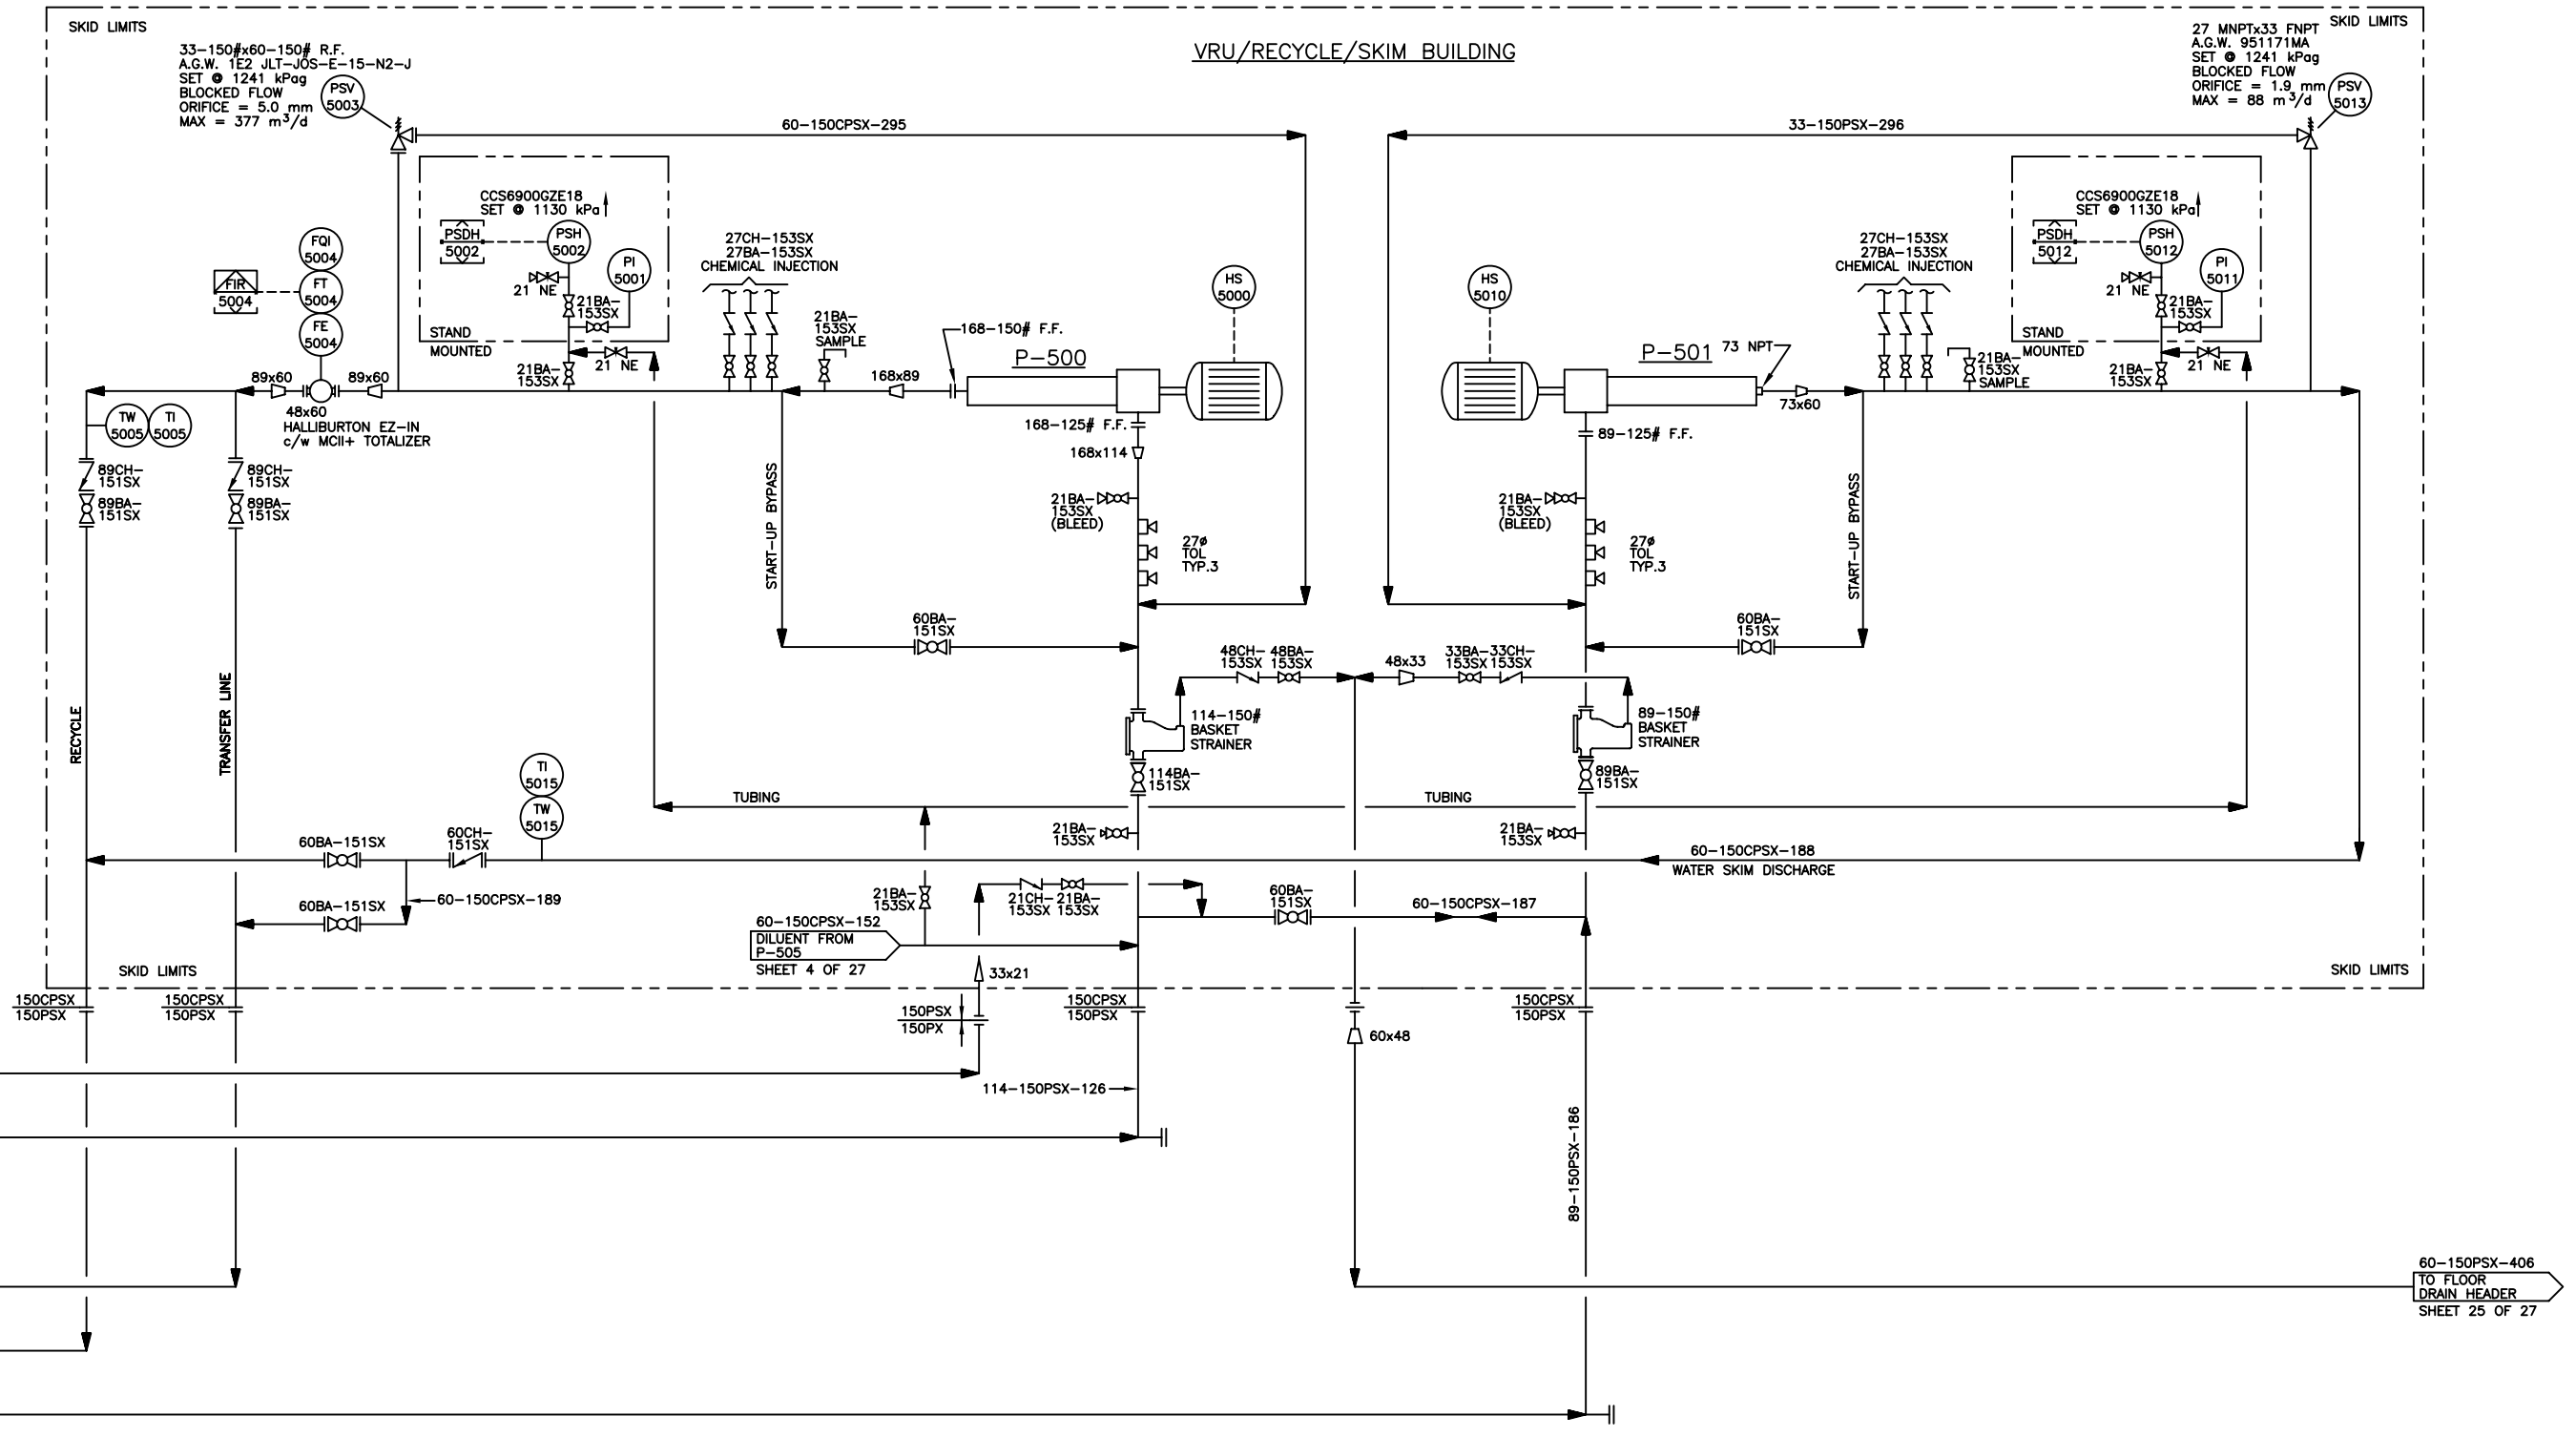 SKID LIMITS
33-150#x60-150# R.F.
A.G.W. 1E2 JLT-JOS-E-15-N2-J
SET @ 1241 kPag
BLOCKED FLOW
ORIFICE = 5.0 mm
MAX = 377 m³/d
PSV
5003
VRU/RECYCLE/SKIM BUILDING
27 MNPTx33 FNPT
A.G.W. 951171MA
SET @ 1241 kPag
BLOCKED FLOW
ORIFICE = 1.9 mm
MAX = 88 m³/d
SKID LIMITS
PSV
5013
60-150CPSX-295
33-150PSX-296
CCS6900GZE18
SET @ 1130 kPa
PSDH
5002
PSH
5002
PI
5001
21 NE
21BA-
153SX
STAND
MOUNTED
21 NE
21BA-
153SX
FQI
5004
FT
5004
FE
5004
FIR
5004
27CH-153SX
27BA-153SX
CHEMICAL INJECTION
21BA-
153SX
SAMPLE
168-150# F.F.
P-500
HS
5000
HS
5010
P-501
73 NPT
27CH-153SX
27BA-153SX
CHEMICAL INJECTION
21BA-
153SX
SAMPLE
CCS6900GZE18
SET @ 1130 kPa
PSDH
5012
PSH
5012
PI
5011
21 NE
21BA-
153SX
STAND
MOUNTED
21 NE
21BA-
153SX
89x60
89x60
168x89
73x60
TW
5005
TI
5005
48x60
HALLIBURTON EZ-IN
c/w MCII+ TOTALIZER
168-125# F.F.
168x114
89-125# F.F.
89CH-
151SX
89BA-
151SX
89CH-
151SX
89BA-
151SX
START-UP BYPASS
21BA-
153SX
(BLEED)
27ø
TOL
TYP.3
21BA-
153SX
(BLEED)
27ø
TOL
TYP.3
START-UP BYPASS
60BA-
151SX
60BA-
151SX
48CH-
153SX
48BA-
153SX
48x33
33BA-
153SX
33CH-
153SX
RECYCLE
TRANSFER LINE
114-150#
BASKET
STRAINER
89-150#
BASKET
STRAINER
114BA-
151SX
89BA-
151SX
TI
5015
TW
5015
TUBING
TUBING
21BA-
153SX
21BA-
153SX
60BA-151SX
60CH-
151SX
60-150CPSX-188
WATER SKIM DISCHARGE
60-150CPSX-189
60BA-151SX
21BA-
153SX
21CH-
153SX
21BA-
153SX
60BA-
151SX
60-150CPSX-187
60-150CPSX-152
DILUENT FROM
P-505
SHEET 4 OF 27
SKID LIMITS
33x21
SKID LIMITS
150CPSX
150PSX
150CPSX
150PSX
150PSX
150PX
150CPSX
150PSX
150CPSX
150PSX
60x48
114-150PSX-126
89-150PSX-186
60-150PSX-406
TO FLOOR
DRAIN HEADER
SHEET 25 OF 27